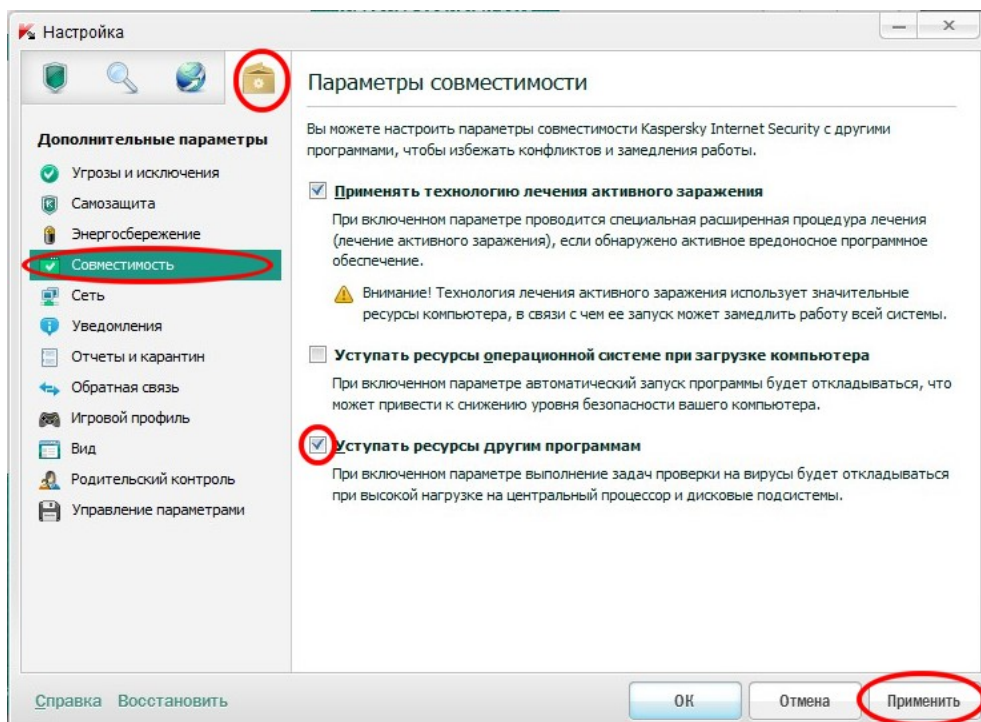 Настройка
Параметры совместимости
Дополнительные параметры
Угрозы и исключения
Самозащита
Энергосбережение
Совместимость
Сеть
Уведомления
Отчеты и карантин
Обратная связь
Игровой профиль
Вид
Родительский контроль
Управление параметрами
Вы можете настроить параметры совместимости Kaspersky Internet Security с другими
программами, чтобы избежать конфликтов и замедления работы.
Применять технологию лечения активного заражения
При включенном параметре проводится специальная расширенная процедура лечения
(лечение активного заражения), если обнаружено активное вредоносное программное
обеспечение.
Внимание! Технология лечения активного заражения использует значительные
ресурсы компьютера, в связи с чем ее запуск может замедлить работу всей системы.
Уступать ресурсы операционной системе при загрузке компьютера
При включенном параметре автоматический запуск программы будет откладываться, что
может привести к снижению уровня безопасности вашего компьютера.
Уступать ресурсы другим программам
При включенном параметре выполнение задач проверки на вирусы будет откладываться
при высокой нагрузке на центральный процессор и дисковые подсистемы.
Справка Восстановить
ОК
Отмена
Применить